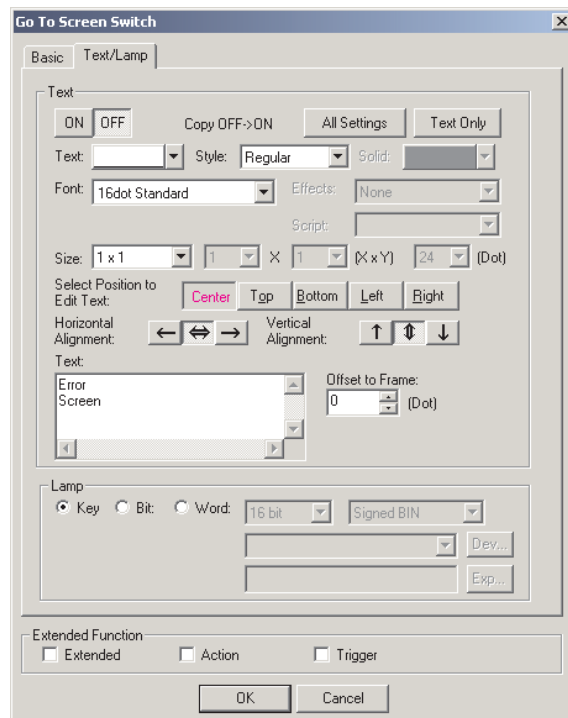 Go To Screen Switch
Basic Text/Lamp
Text
ON OFF Copy OFF->ON All Settings Text Only
Text: Style: Regular Solid:
Font: 16dot Standard Effects: None
Script:
Size: 1 x 1 1 X 1 (X x Y) 24 (Dot)
Select Position to
Edit Text: Center Top Bottom Left Right
Horizontal
Alignment: Vertical
Alignment:
Text:
Error
Screen
Offset to Frame:
0 (Dot)
Lamp
Key Bit: Word: 16 bit Signed BIN
Dev...
Exp...
Extended Function
Extended Action Trigger
OK Cancel